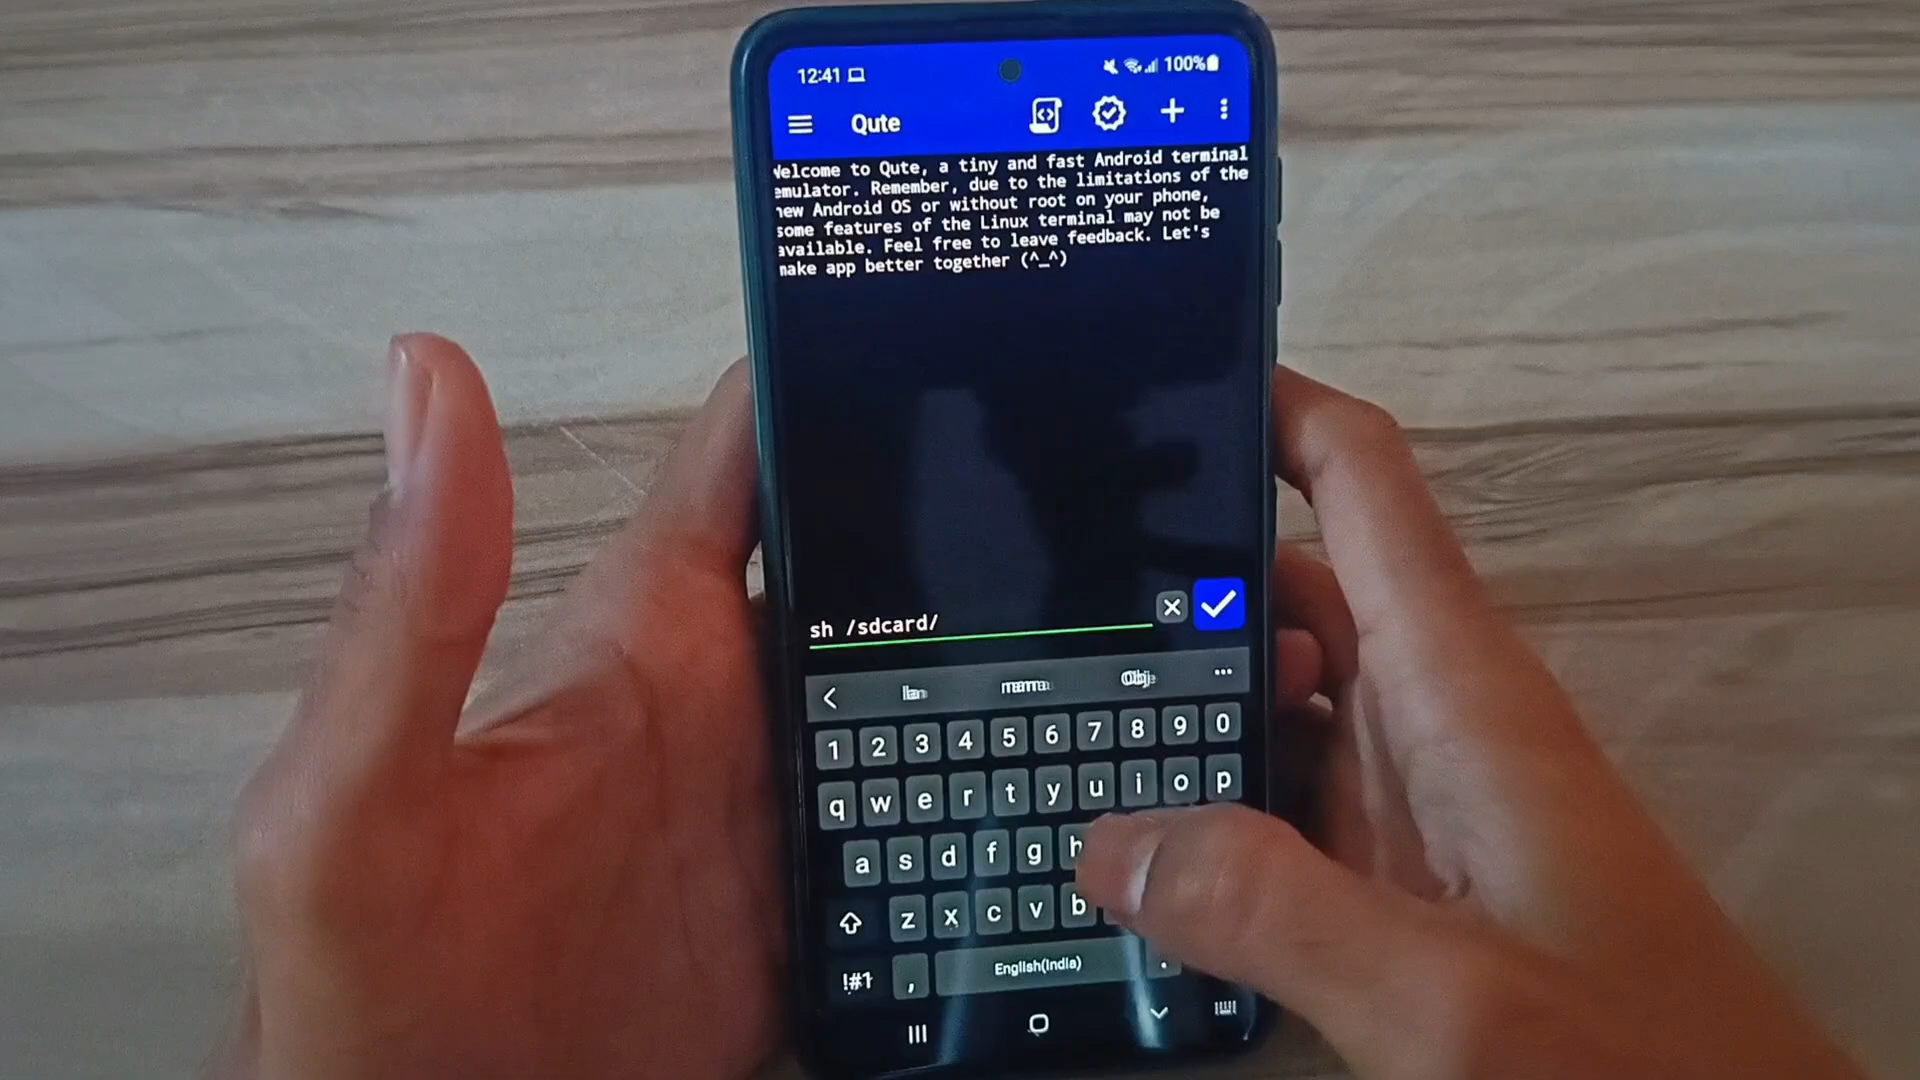 12:41 100%
Qute
Welcome to Qute, a tiny and fast Android terminal
emulator. Remember, due to the limitations of the
new Android OS or without root on your phone,
some features of the Linux terminal may not be
available. Feel free to leave feedback. Let's
make app better together (^_^)
sh /sdcard/
1 2 3 4 5 6 7 8 9 0
q w e r t y u i o p
a s d f g h
z x c v b
!#1 , English(India) .